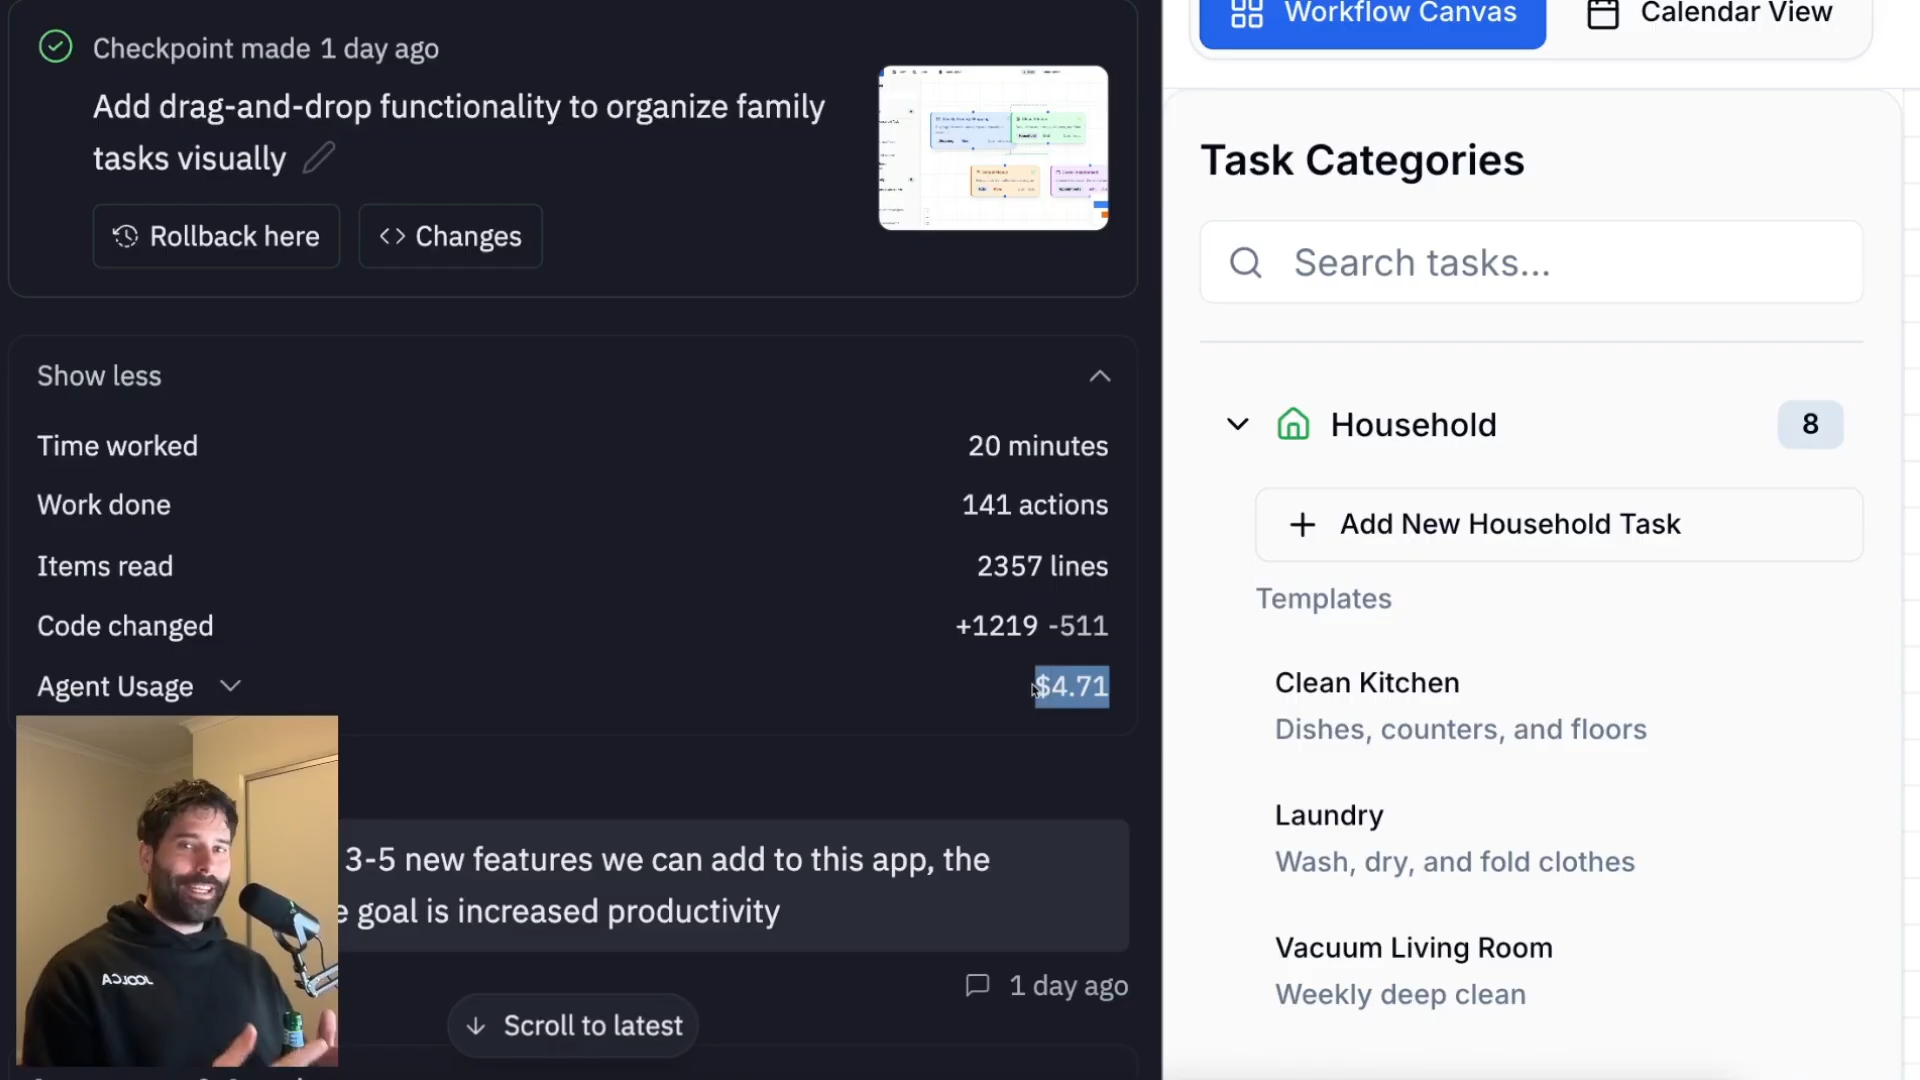 Checkpoint made 1 day ago
Add drag-and-drop functionality to organize family
tasks visually
Rollback here
Changes
Show less
Time worked
20 minutes
Work done
141 actions
Items read
2357 lines
Code changed
+1219 -511
Agent Usage
$4.71
3-5 new features we can add to this app, the
goal is increased productivity
1 day ago
Scroll to latest
Workflow Canvas
Calendar View
Task Categories
Search tasks...
Household
8
Add New Household Task
Templates
Clean Kitchen
Dishes, counters, and floors
Laundry
Wash, dry, and fold clothes
Vacuum Living Room
Weekly deep clean